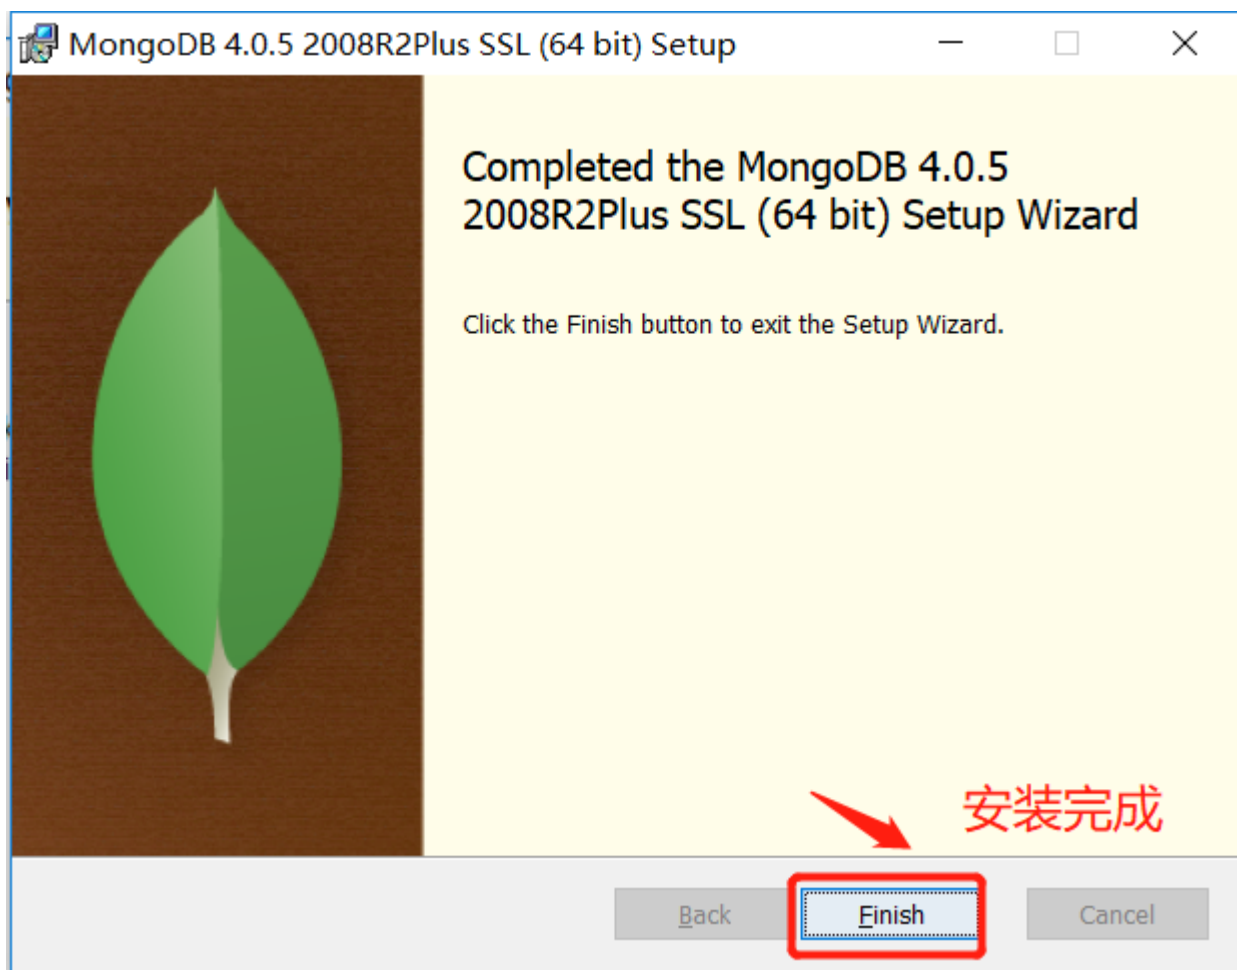 MongoDB 4.0.5 2008R2Plus SSL (64 bit) Setup
Completed the MongoDB 4.0.5
2008R2Plus SSL (64 bit) Setup Wizard
Click the Finish button to exit the Setup Wizard.
安装完成
Back Finish Cancel